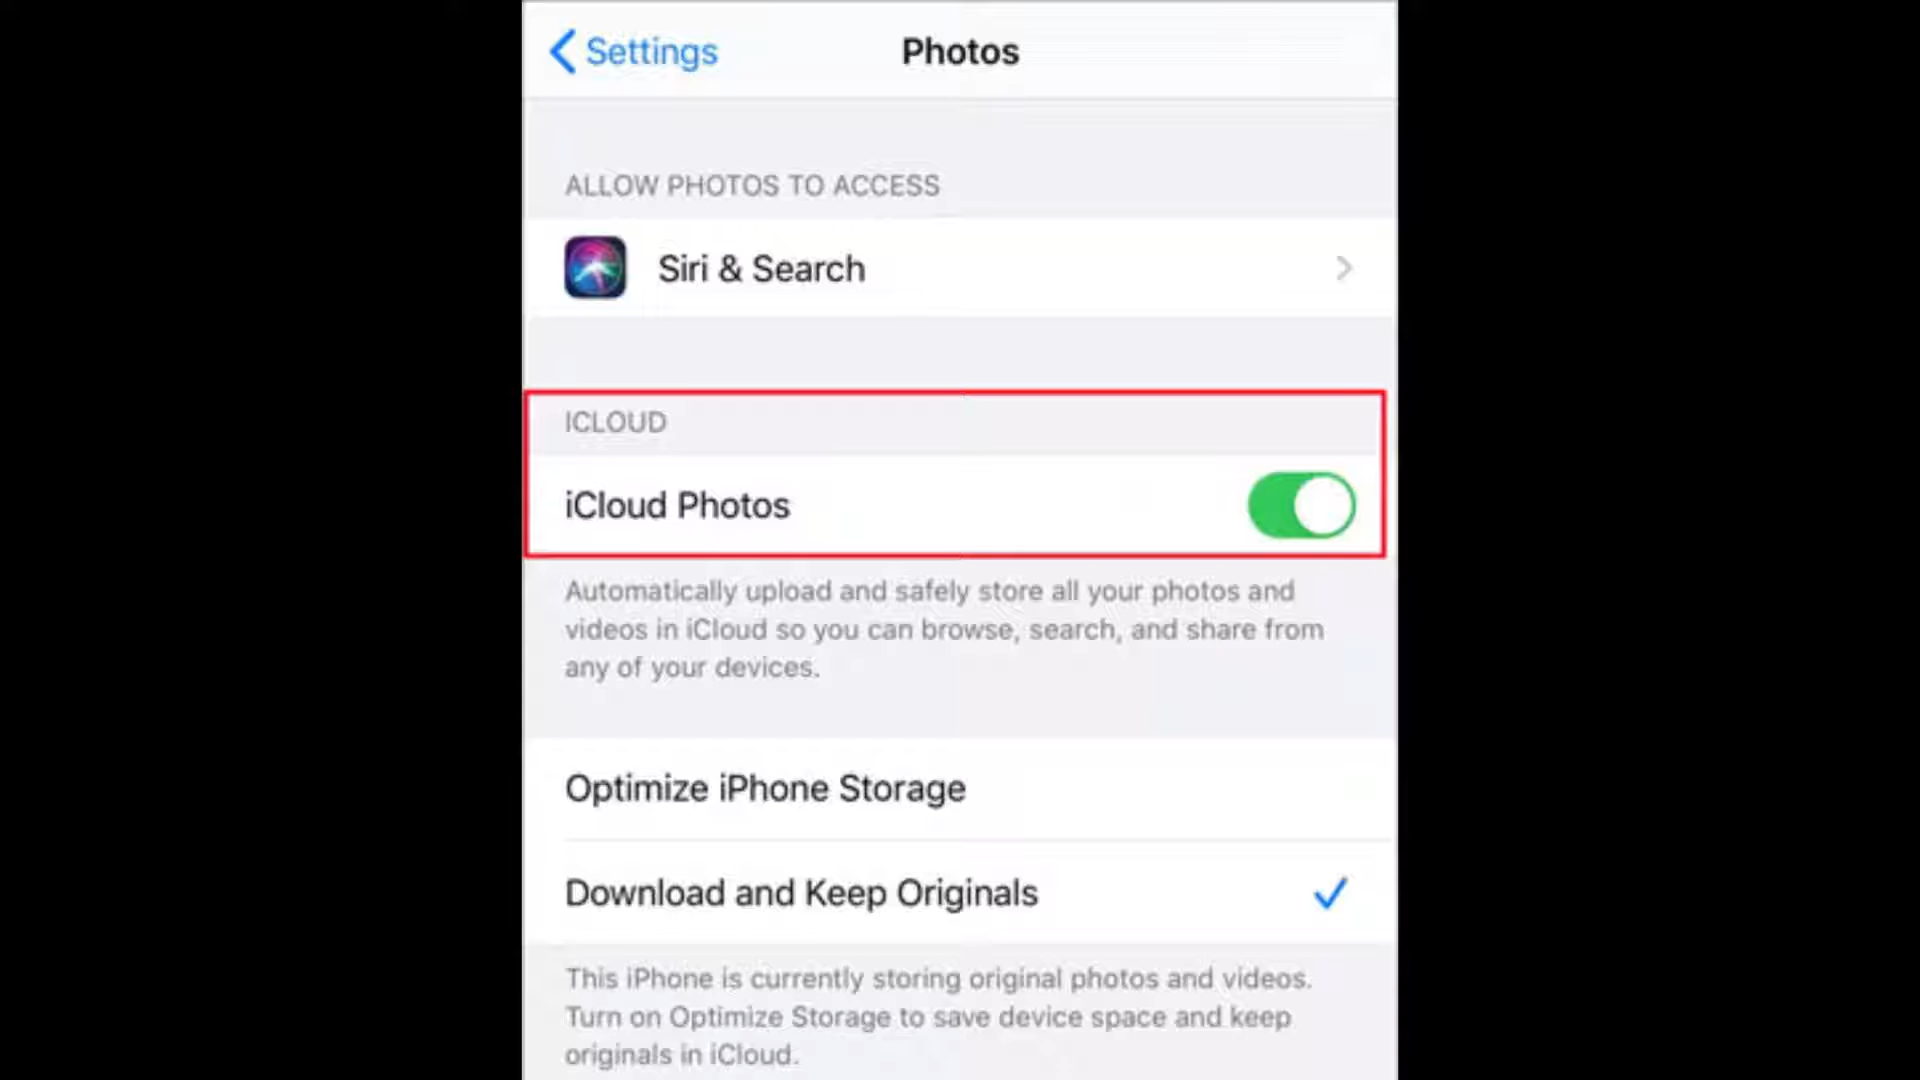 Settings
Photos
ALLOW PHOTOS TO ACCESS
Siri & Search
ICLOUD
iCloud Photos
Automatically upload and safely store all your photos and
videos in iCloud so you can browse, search, and share from
any of your devices.
Optimize iPhone Storage
Download and Keep Originals
This iPhone is currently storing original photos and videos.
Turn on Optimize Storage to save device space and keep
originals in iCloud.